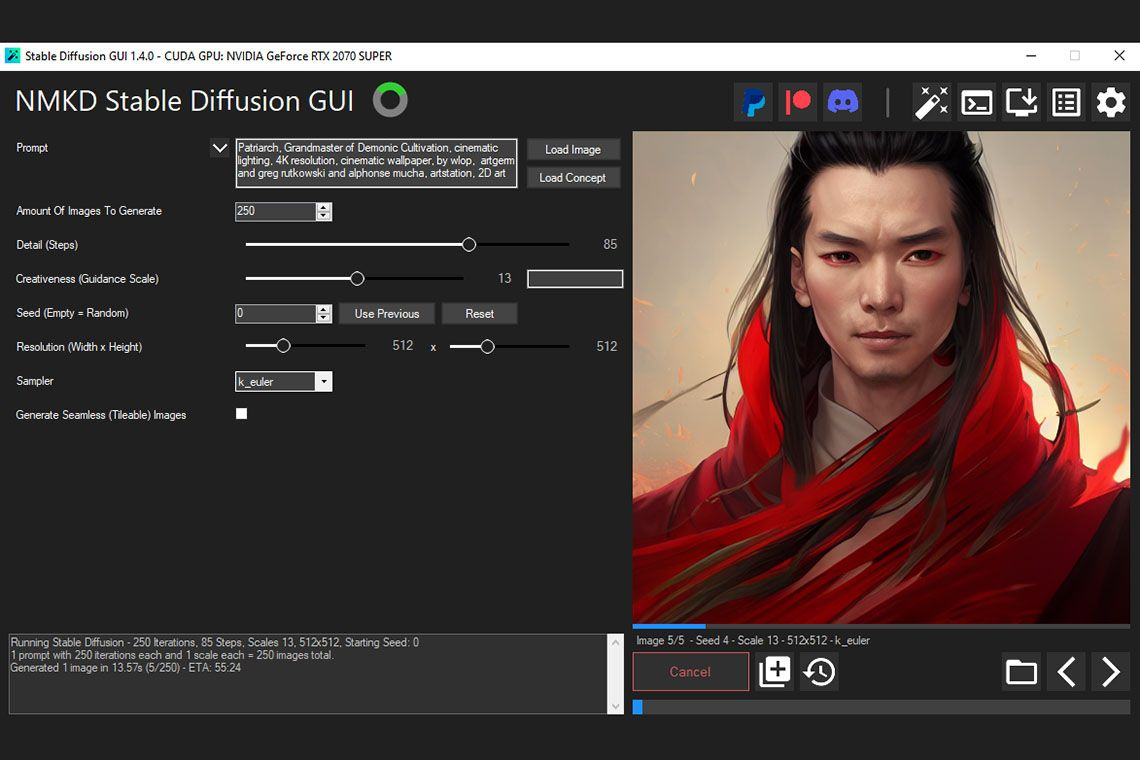 Stable Diffusion GUI 1.4.0 - CUDA GPU: NVIDIA GeForce RTX 2070 SUPER
NMKD Stable Diffusion GUI
Prompt
Patriarch, Grandmaster of Demonic Cultivation, cinematic
lighting, 4K resolution, cinematic wallpaper, by wlop, artgerm
and greg rutkowski and alphonse mucha, artstation, 2D art
Load Image
Load Concept
Amount Of Images To Generate
250
Detail (Steps)
85
Creativeness (Guidance Scale)
13
Seed (Empty = Random)
0
Use Previous
Reset
Resolution (Width x Height)
512
x
512
Sampler
k_euler
Generate Seamless (Tileable) Images
Running Stable Diffusion - 250 Iterations, 85 Steps, Scales 13, 512x512, Starting Seed: 0
1 prompt with 250 iterations each and 1 scale each = 250 images total.
Generated 1 image in 13.57s (5/250) - ETA: 55:24
Image 5/5 - Seed 4 - Scale 13 - 512x512 - k_euler
Cancel